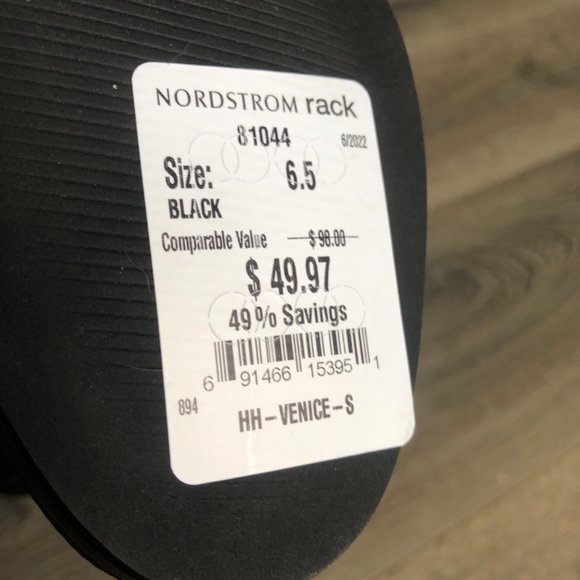 NORDSTROM rack
81044 6/2022
Size: 6.5
BLACK
Comparable Value $98.00
$ 49.97
49% Savings
6 91466 15395 1
894
HH-VENICE-S